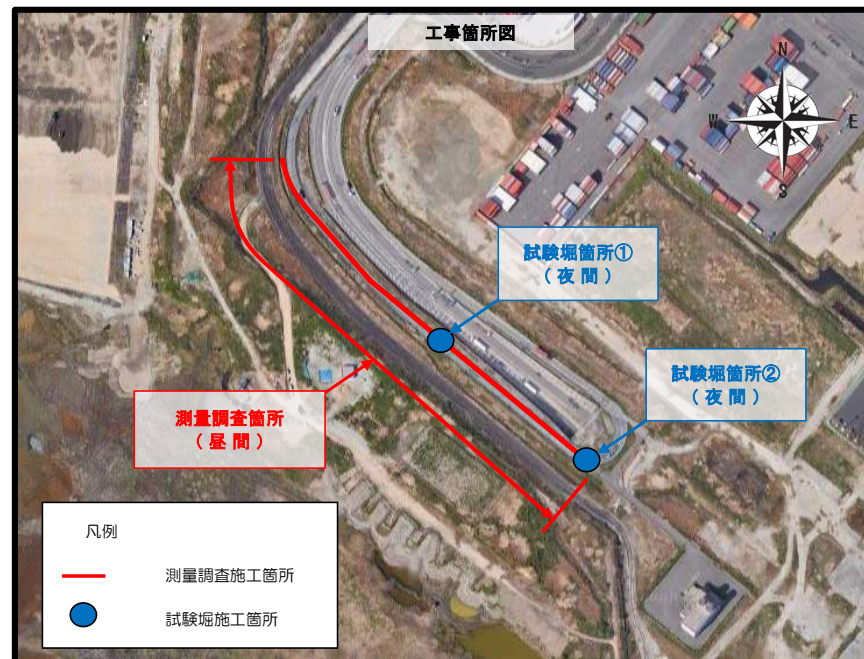 工事箇所図
N
W
E
S
試験堀箇所①
(夜間)
試験堀箇所②
(夜間)
測量調査箇所
(昼間)
凡例
測量調査施工箇所
試験堀施工箇所